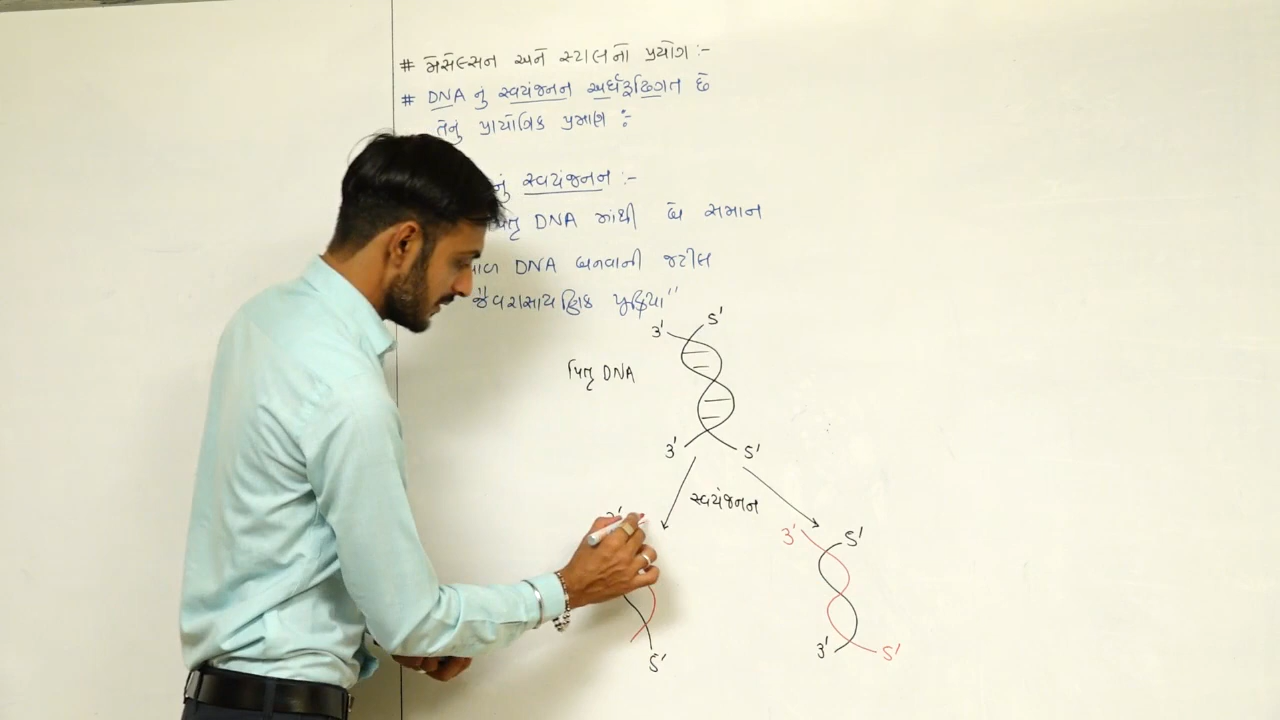 # મેસેલ્સન અને સ્ટાલનો પ્રયોગ :-
# DNA નું સ્વયંજનન અર્ધરૂઢિગત છે
તેનું પ્રાયોગિક પ્રમાણ :-
નું સ્વયંજનન :-
પિતૃ DNA માંથી બે સમાન
DNA બનવાની જટીલ
જૈવરાસાયણિક પ્રક્રિયા"
3' 5'
પિતૃ DNA
3' 5'
સ્વયંજનન
3' 3' 5'
5' 3' 5'